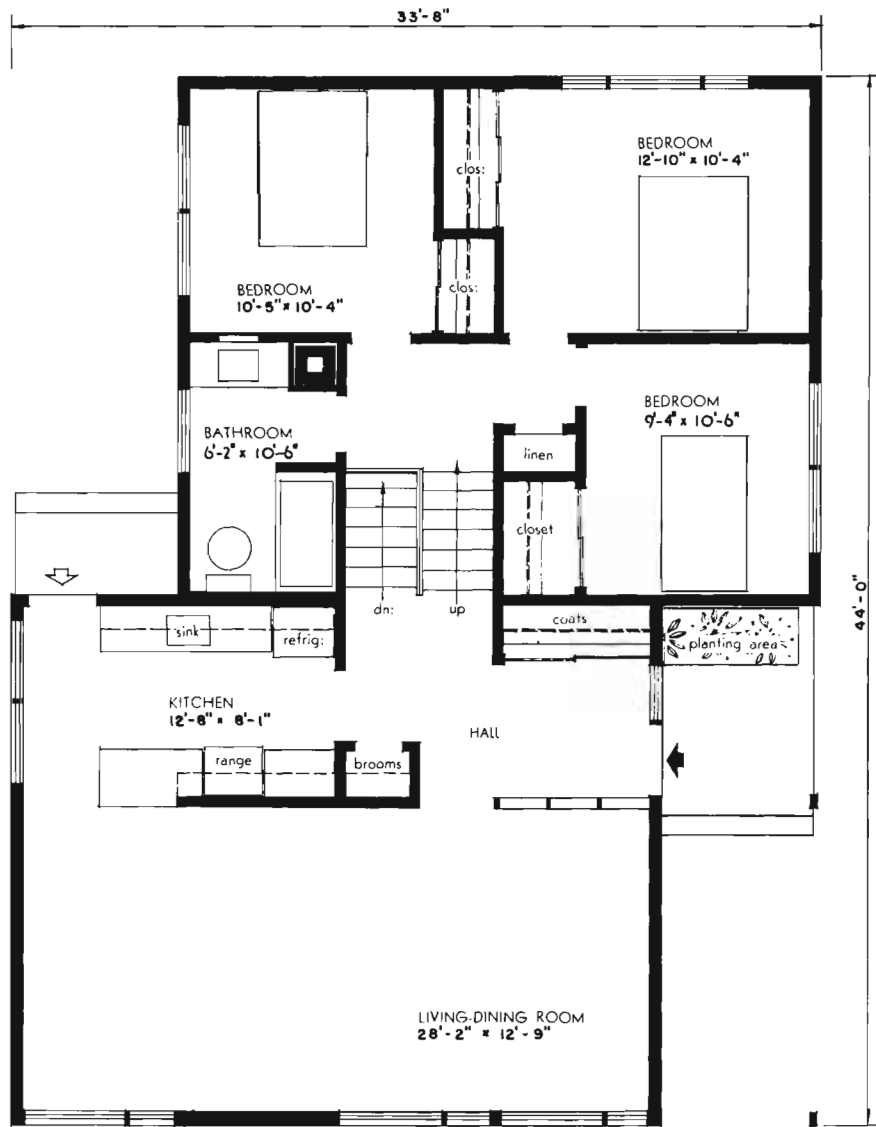 33'-8"
BEDROOM
12'-10" x 10'-4"
clos:
BEDROOM
10'-5" x 10'-4"
clos:
BEDROOM
9'-4" x 10'-6"
BATHROOM
6'-2" x 10'-6"
linen
closet
dn:
up
44'-0"
sink
refrig:
coats
planting area
KITCHEN
12'-8" x 8'-1"
HALL
range
brooms
LIVING-DINING ROOM
28'-2" x 12'-9"